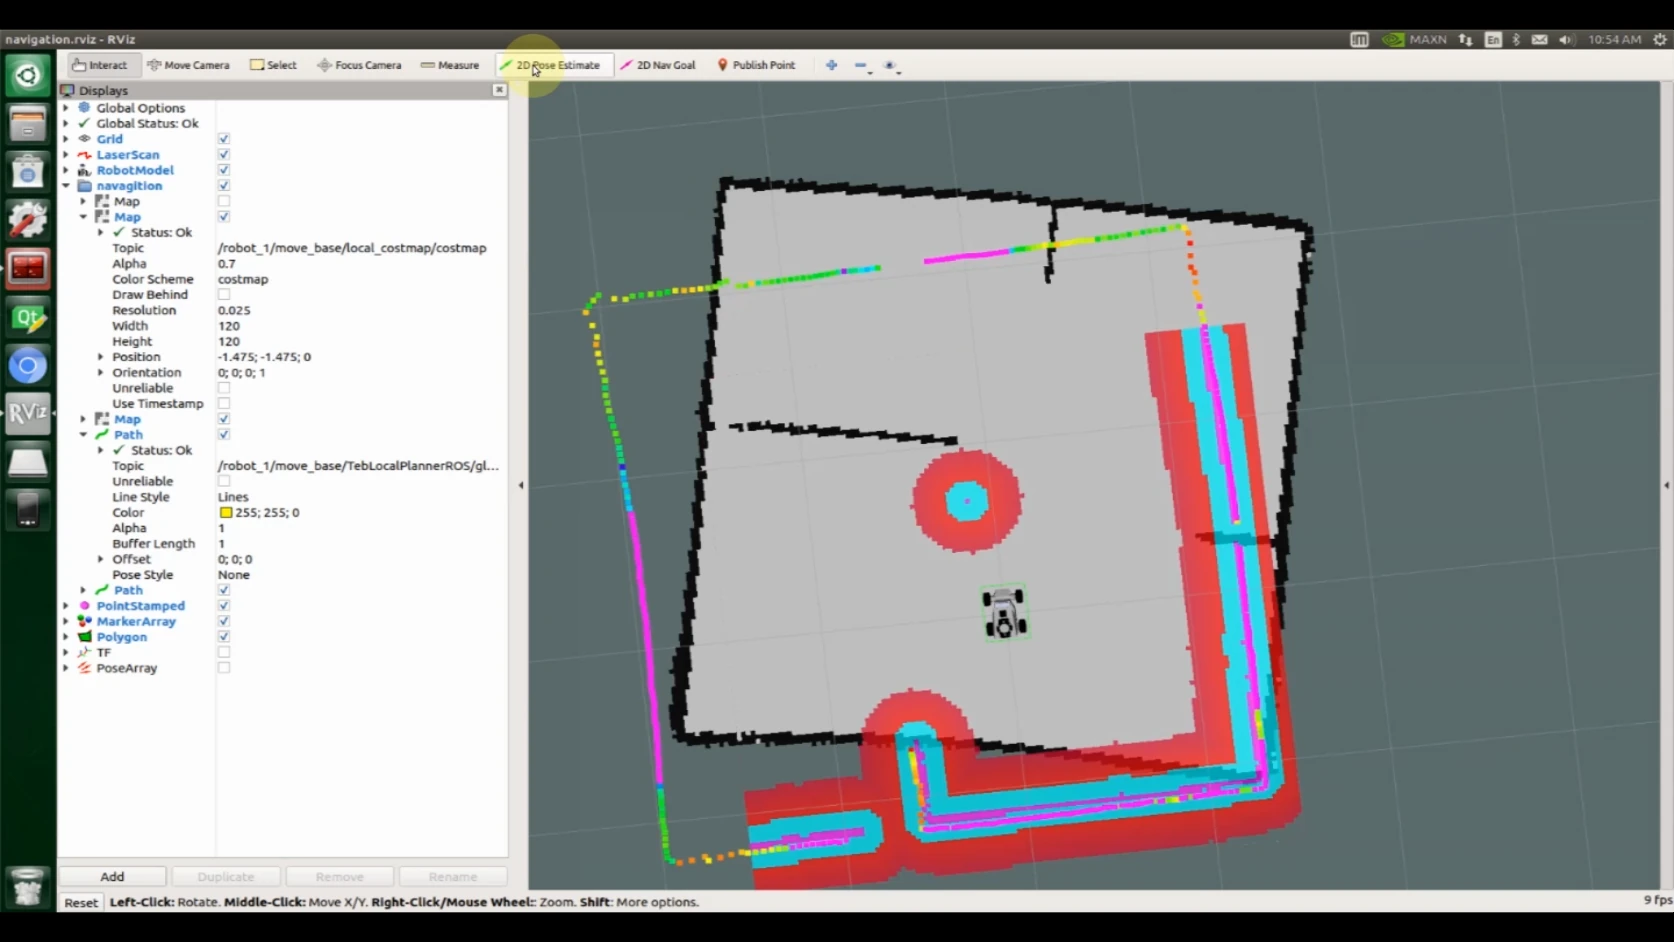 navigation.rviz - RViz
MAXN
En
10:54 AM
Interact
Move Camera
Select
Focus Camera
Measure
2D Pose Estimate
2D Nav Goal
Publish Point
Displays
Global Options
Global Status: Ok
Grid
LaserScan
RobotModel
navagition
Map
Map
Status: Ok
Topic /robot_1/move_base/local_costmap/costmap
Alpha 0.7
Color Scheme costmap
Draw Behind
Resolution 0.025
Width 120
Height 120
Position -1.475; -1.475; 0
Orientation 0; 0; 0; 1
Unreliable
Use Timestamp
Map
Path
Status: Ok
Topic /robot_1/move_base/TebLocalPlannerROS/gl...
Unreliable
Line Style Lines
Color 255; 255; 0
Alpha 1
Buffer Length 1
Offset 0; 0; 0
Pose Style None
Path
PointStamped
MarkerArray
Polygon
TF
PoseArray
Qt
RViz
Add
Duplicate
Remove
Rename
Reset
Left-Click: Rotate. Middle-Click: Move X/Y. Right-Click/Mouse Wheel:: Zoom. Shift: More options.
9 fps